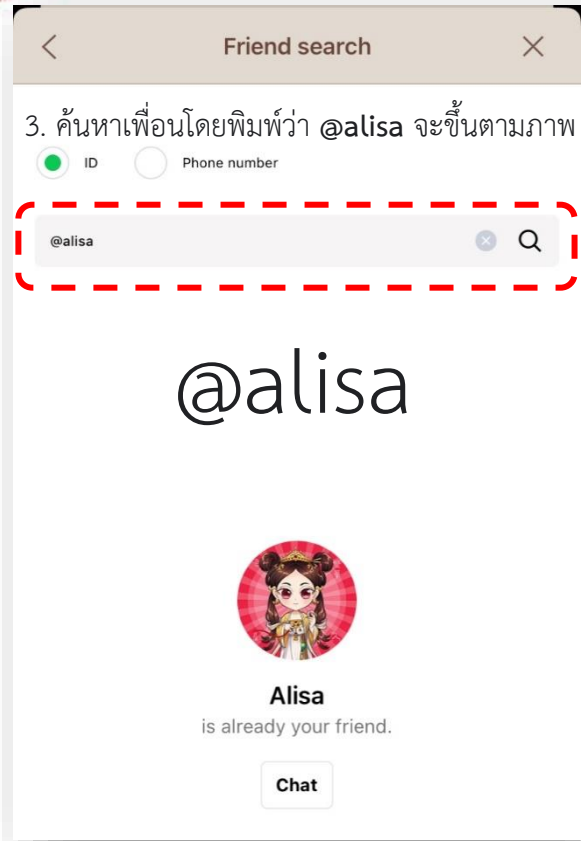 Friend search
3. ค้นหาเพื่อนโดยพิมพ์ว่า @alisa จะขึ้นตามภาพ
ID Phone number
@alisa
@alisa
Alisa
is already your friend.
Chat